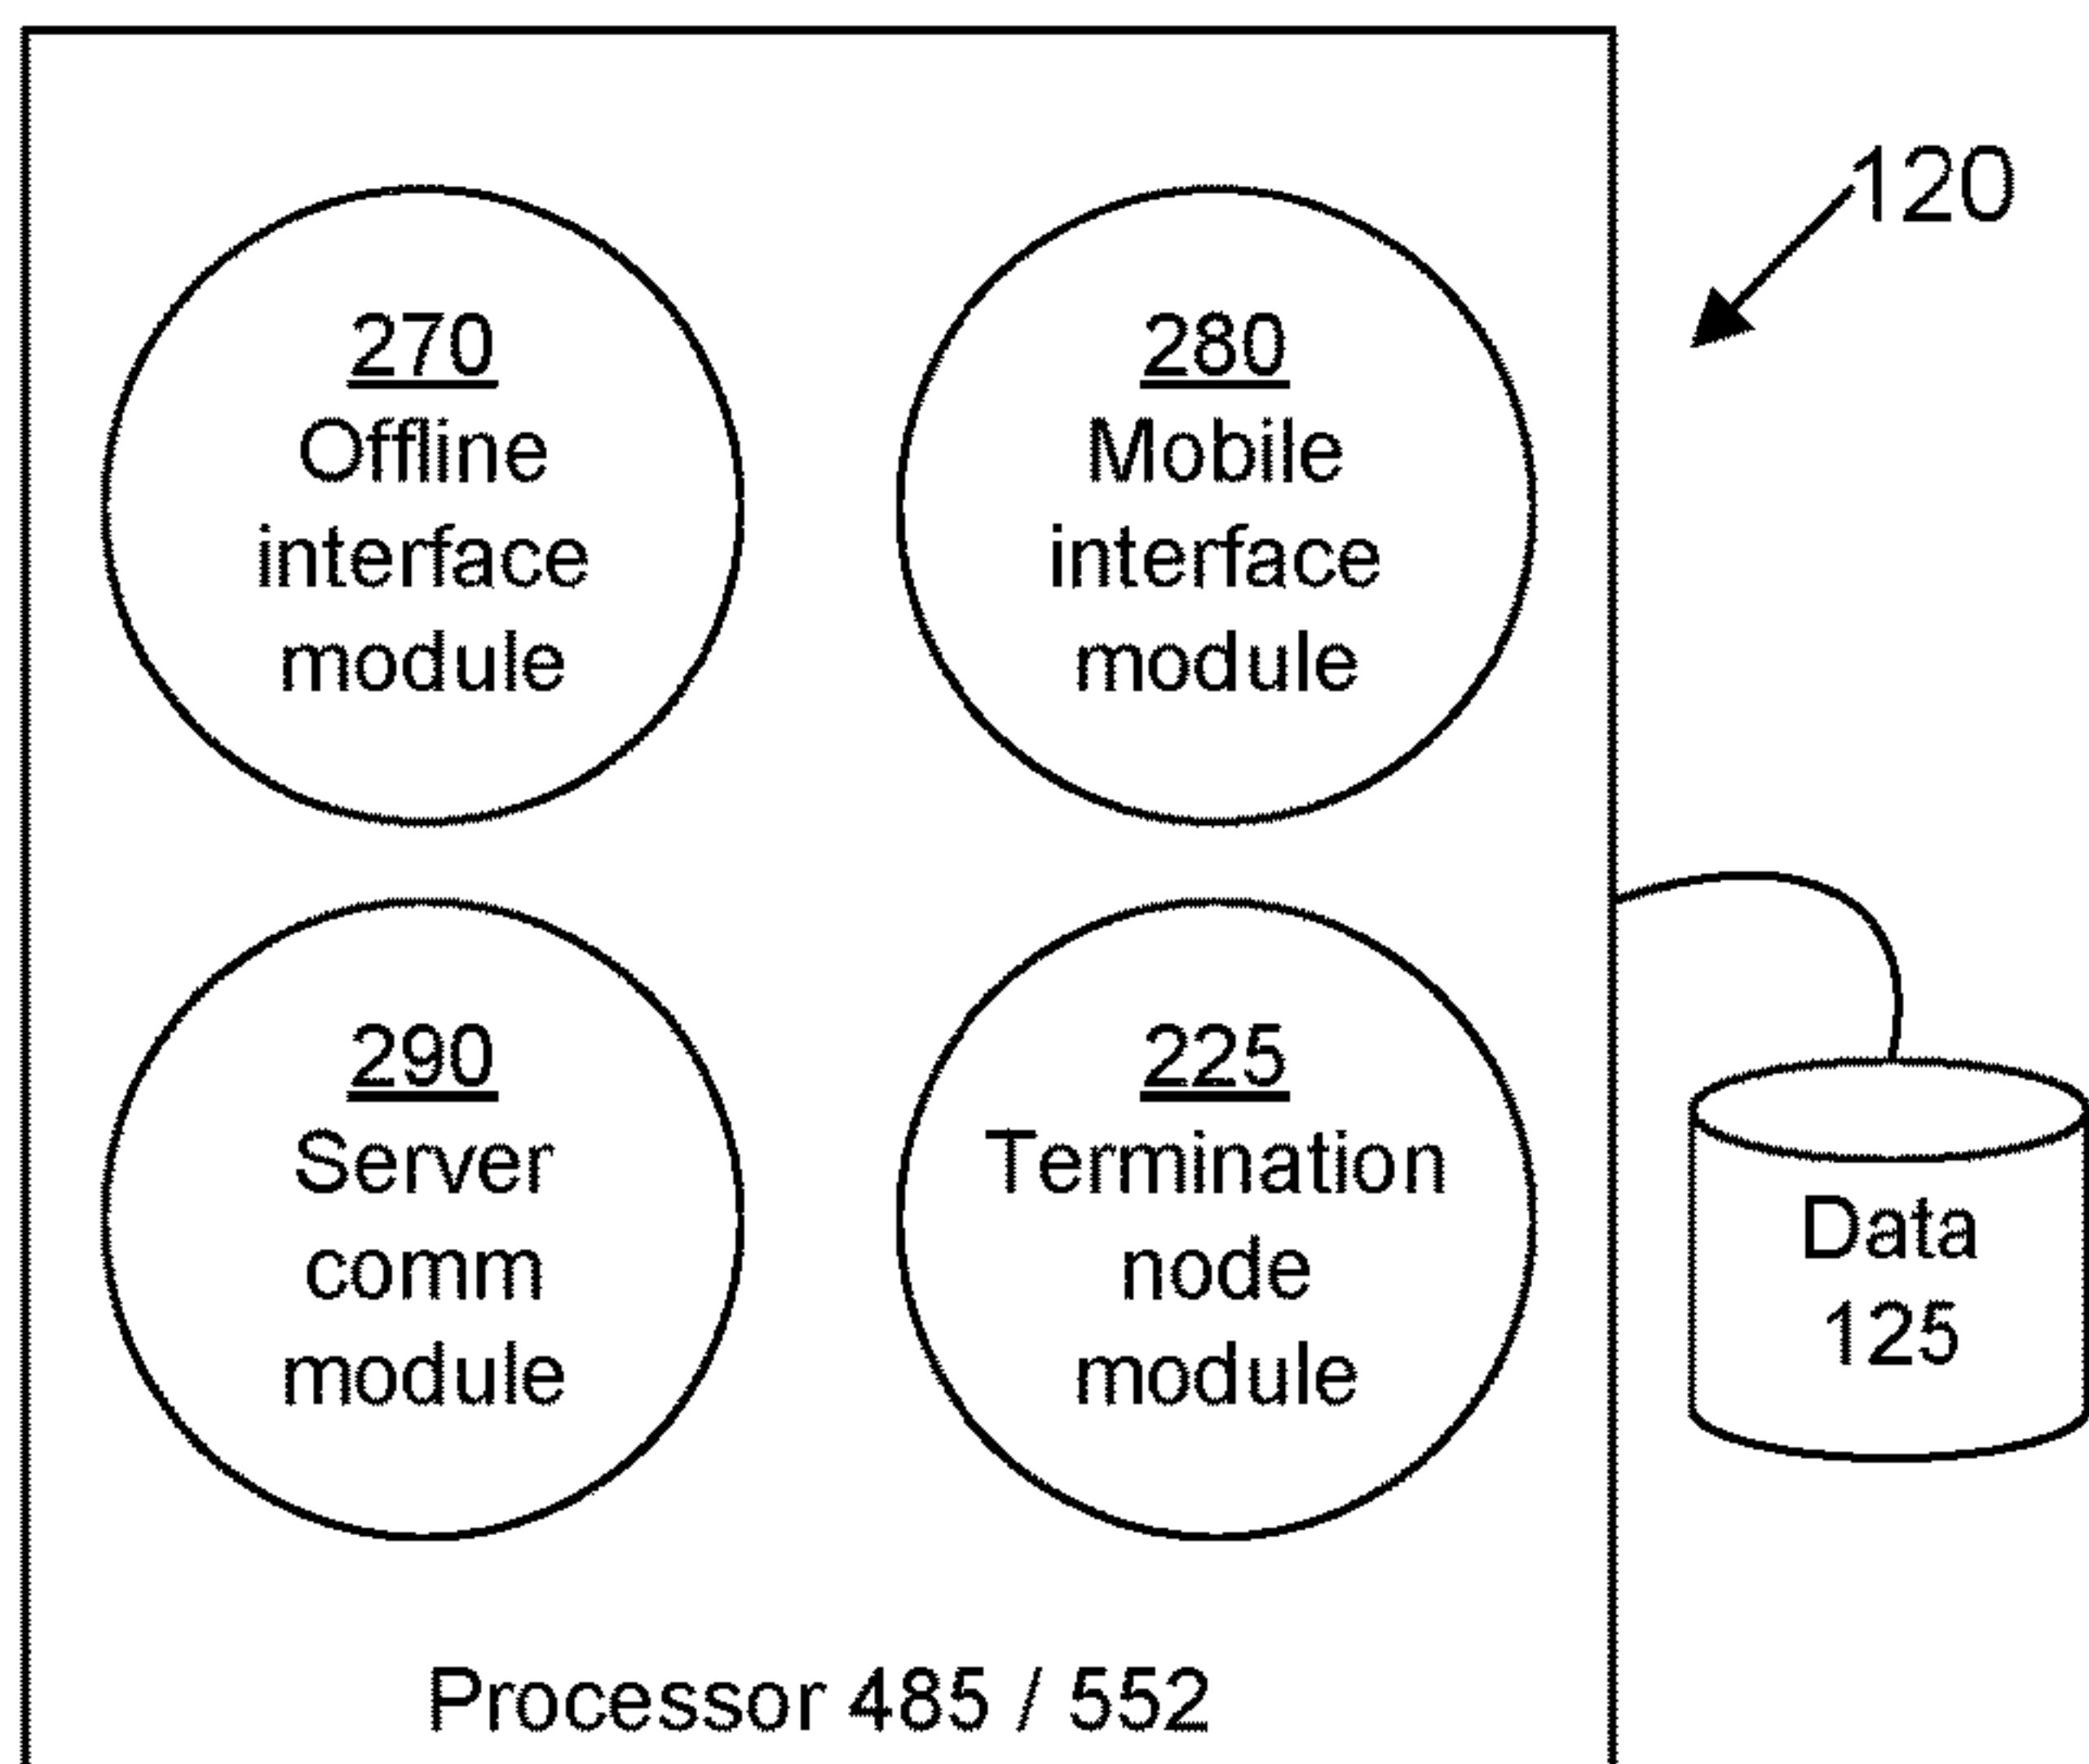 120
270
Offline
interface
module
280
Mobile
interface
module
290
Server
comm
module
225
Termination
node
module
Data
125
Processor 485 / 552